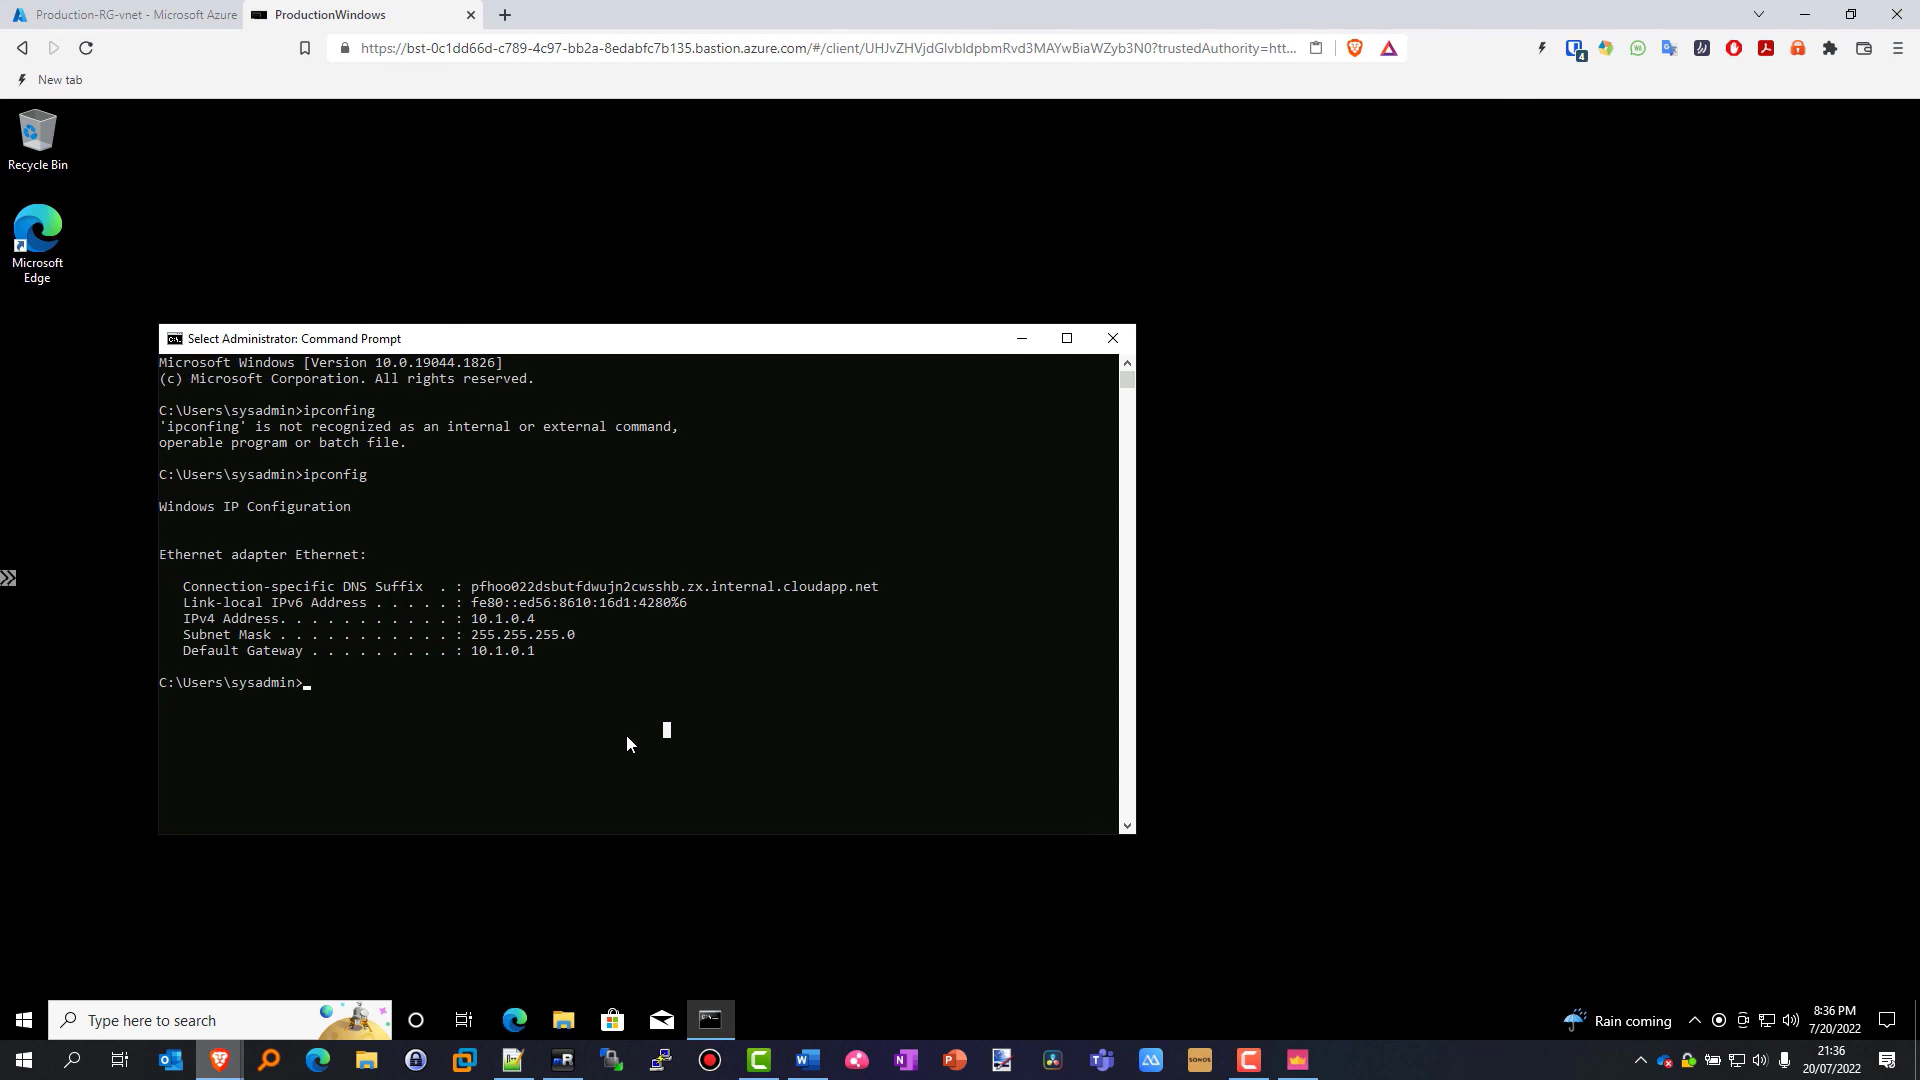 Production-RG-vnet - Microsoft Azure
ProductionWindows
https://bst-0c1dd66d-c789-4c97-bb2a-8edabfc7b135.bastion.azure.com/#/client/UHJvZHVjdGlvbldpbmRvd3MAYwBiaWZyb3N0?trustedAuthority=htt...
4
New tab
Recycle Bin
Microsoft
Edge
Select Administrator: Command Prompt
Microsoft Windows [Version 10.0.19044.1826]
(c) Microsoft Corporation. All rights reserved.
C:\Users\sysadmin>ipconfing
'ipconfing' is not recognized as an internal or external command,
operable program or batch file.
C:\Users\sysadmin>ipconfig
Windows IP Configuration
Ethernet adapter Ethernet:
Connection-specific DNS Suffix . : pfhoo022dsbutfdwujn2cwsshb.zx.internal.cloudapp.net
Link-local IPv6 Address . . . . . : fe80::ed56:8610:16d1:4280%6
IPv4 Address. . . . . . . . . . . : 10.1.0.4
Subnet Mask . . . . . . . . . . . : 255.255.255.0
Default Gateway . . . . . . . . . : 10.1.0.1
C:\Users\sysadmin>
Type here to search
Rain coming
8:36 PM
7/20/2022
SONOS
21:36
20/07/2022